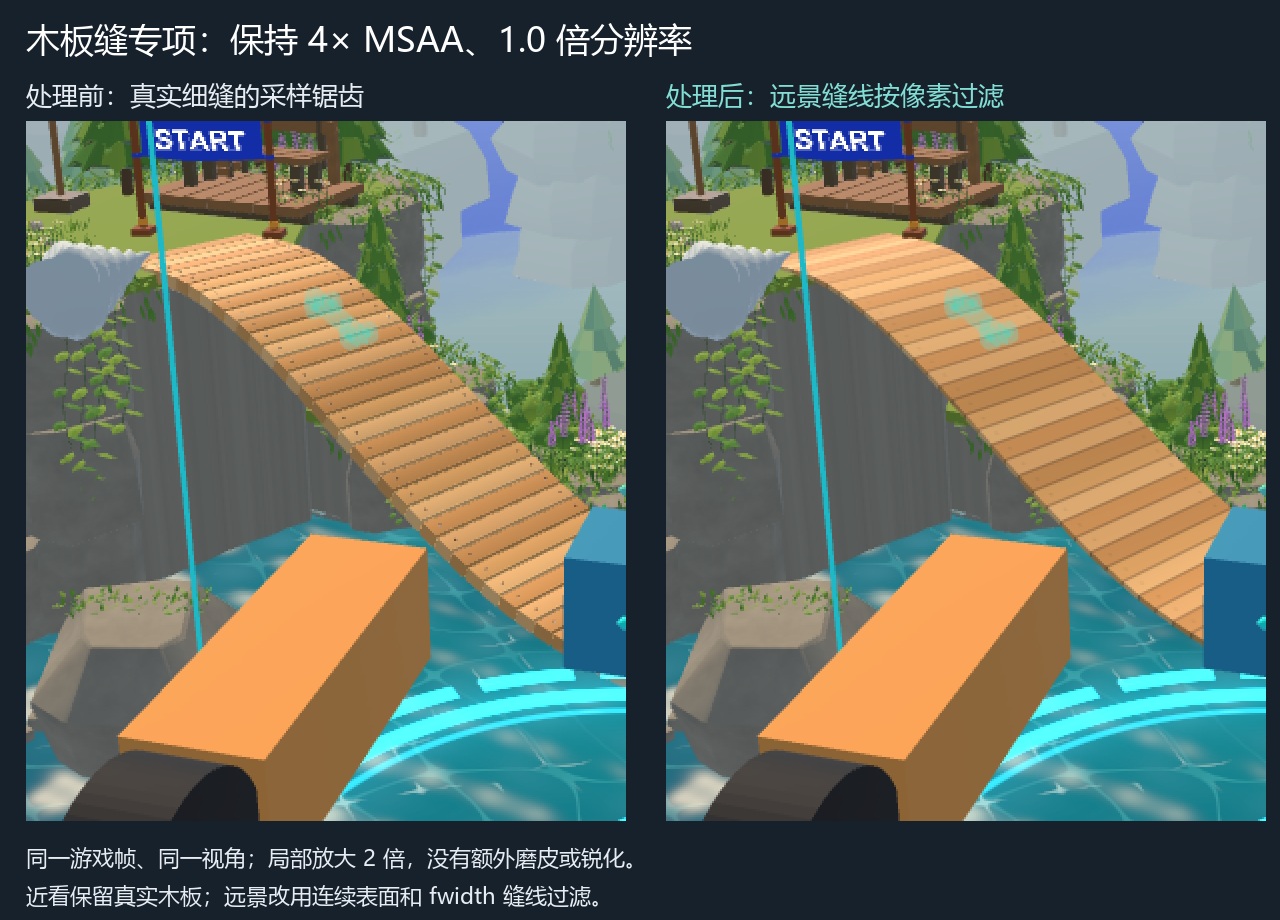 木板缝专项：保持 4× MSAA、1.0 倍分辨率
处理前：真实细缝的采样锯齿
处理后：远景缝线按像素过滤
START
START
同一游戏帧、同一视角；局部放大 2 倍，没有额外磨皮或锐化。
近看保留真实木板；远景改用连续表面和 fwidth 缝线过滤。